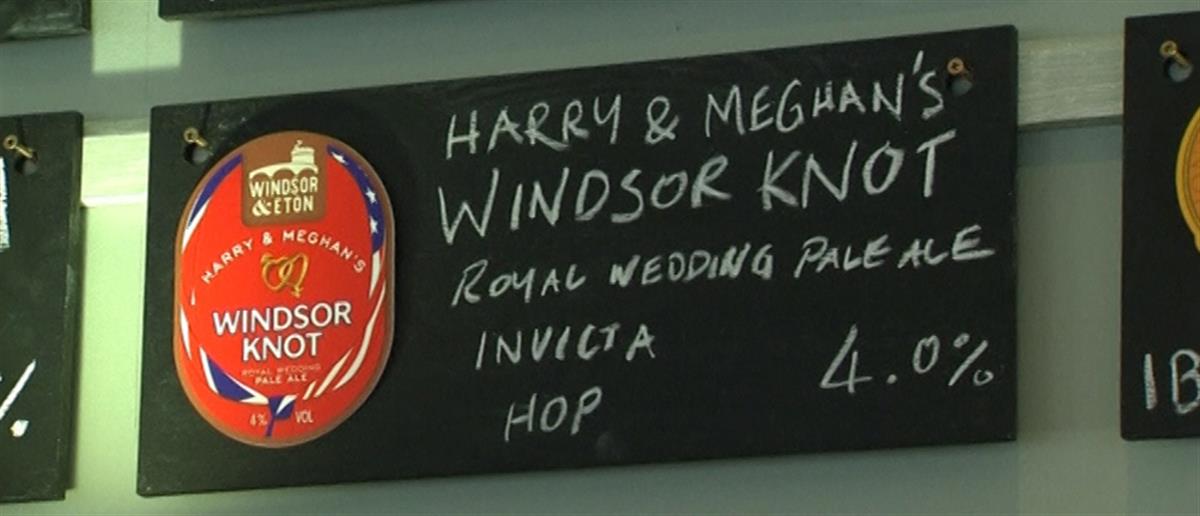 WINDSOR
& ETON
HARRY & MEGHAN'S
WINDSOR
KNOT
ROYAL WEDDING
PALE ALE
4% VOL
HARRY & MEGHAN'S
WINDSOR KNOT
ROYAL WEDDING PALE ALE
INVICTA
HOP
4.0%
%
1B